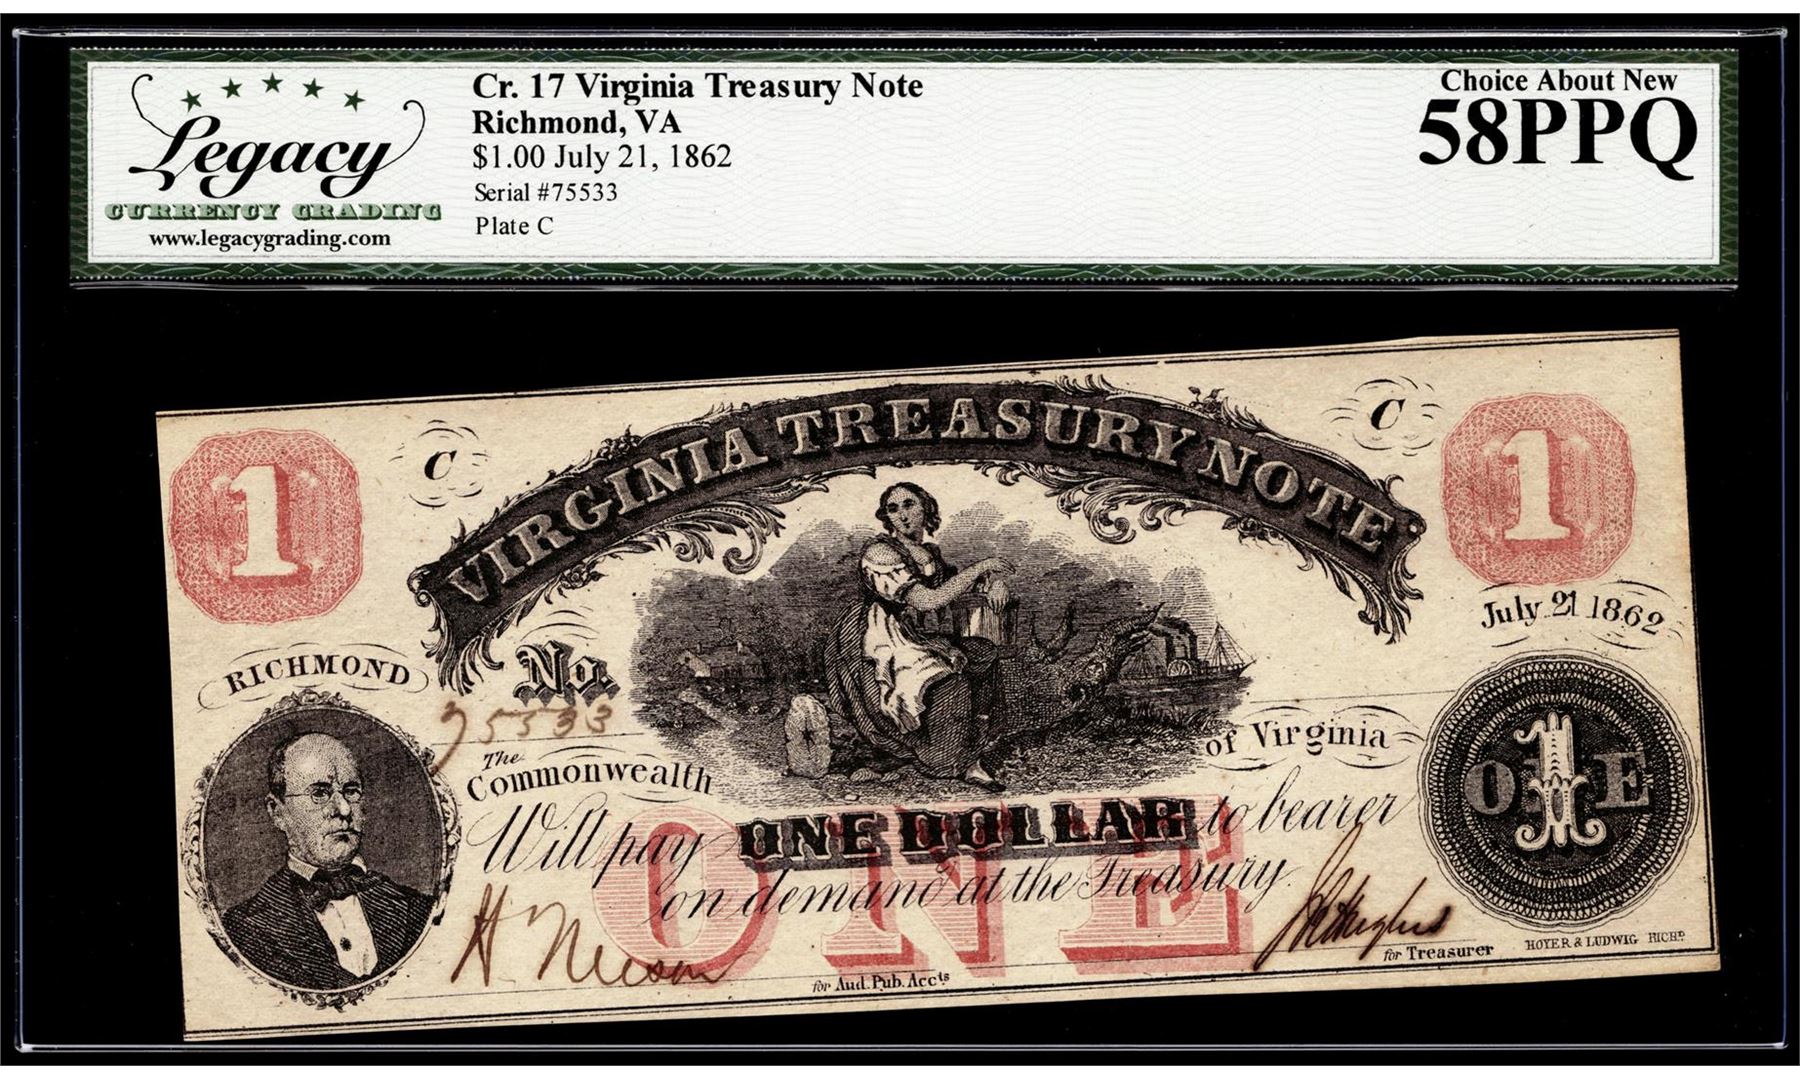 Legacy
CURRENCY GRADING
www.legacygrading.com
Cr. 17 Virginia Treasury Note
Richmond, VA
$1.00 July 21, 1862
Serial #75533
Plate C
Choice About New
58PPQ
1
C
VIRGINIA TREASURY NOTE
C
1
July 21 1862
RICHMOND
No.
75533
The
Commonwealth
of Virginia
Will pay ONE DOLLAR to bearer
on demand at the Treasury.
ONE
O 1 E
for Aud. Pub. Accts
for Treasurer
HOYER & LUDWIG RICHD.